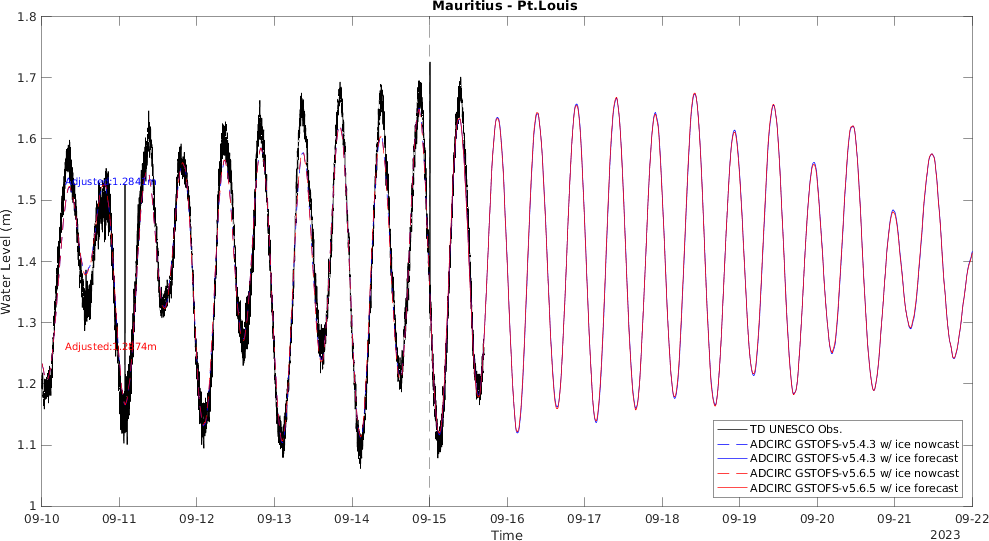 Mauritius - Pt.Louis
Water Level (m)
1.8
1.7
1.6
1.5
1.4
1.3
1.2
1.1
1
Adjusted:1.2841m
TD UNESCO Obs.
ADCIRC GSTOFS-v5.4.3 w/ ice nowcast
ADCIRC GSTOFS-v5.4.3 w/ ice forecast
ADCIRC GSTOFS-v5.6.5 w/ ice nowcast
ADCIRC GSTOFS-v5.6.5 w/ ice forecast
09-10 09-11 09-12 09-13 09-14 09-15 09-16 09-17 09-18 09-19 09-20 09-21 09-22
Time
2023